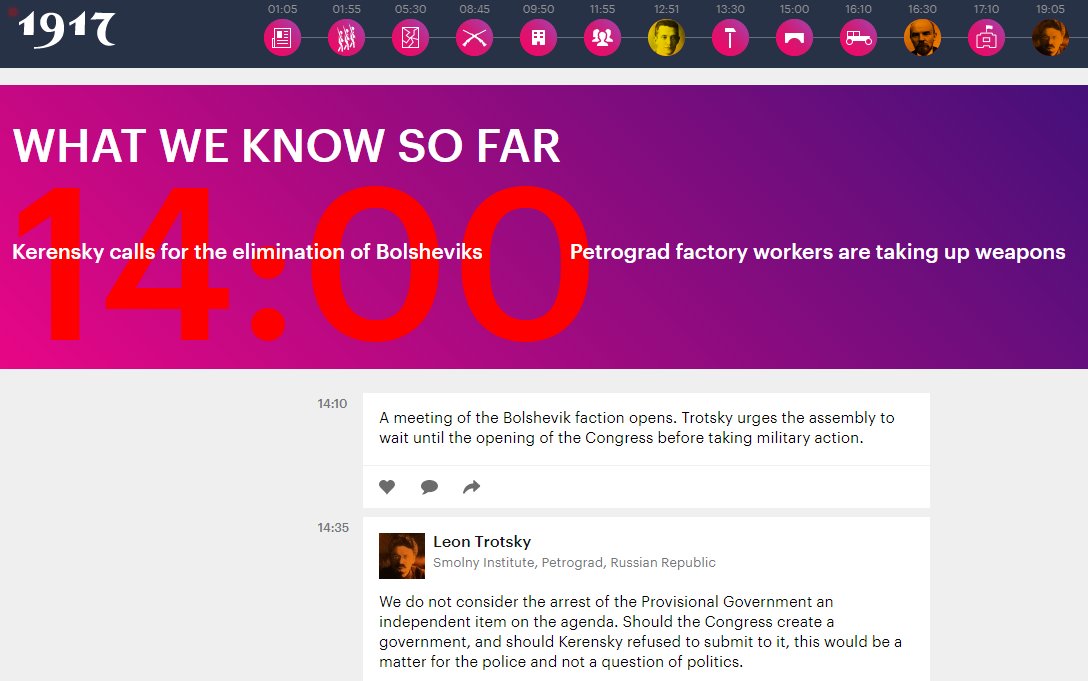 1917
01:05 01:55 05:30 08:45 09:50 11:55 12:51 13:30 15:00 16:10 16:30 17:10 19:05
WHAT WE KNOW SO FAR
14:00
Kerensky calls for the elimination of Bolsheviks
Petrograd factory workers are taking up weapons
14:10
A meeting of the Bolshevik faction opens. Trotsky urges the assembly to
wait until the opening of the Congress before taking military action.
14:35
Leon Trotsky
Smolny Institute, Petrograd, Russian Republic
We do not consider the arrest of the Provisional Government an
independent item on the agenda. Should the Congress create a
government, and should Kerensky refused to submit to it, this would be a
matter for the police and not a question of politics.